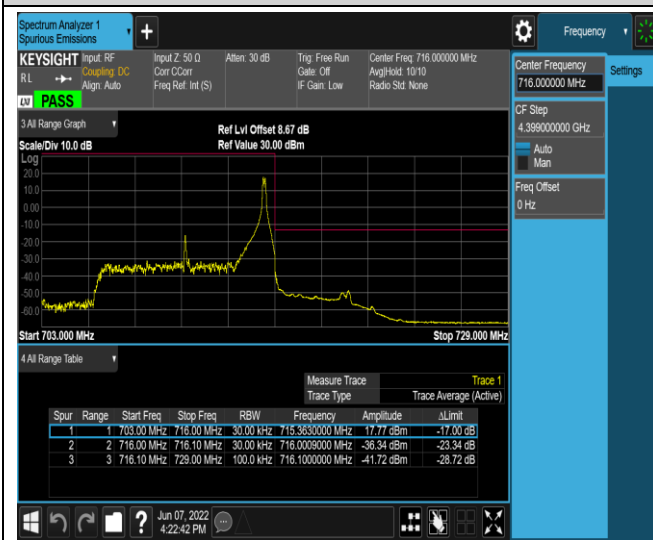 Spectrum Analyzer 1
Spurious Emissions
Frequency
KEYSIGHT Input: RF Input Z: 50 Ω Atten: 30 dB Trig: Free Run Center Freq: 716.000000 MHz
RL Coupling: DC Corr CCorr Gate: Off Avg|Hold: 10/10
Align: Auto Freq Ref: Int (S) IF Gain: Low Radio Std: None
LXI PASS
Center Frequency
716.000000 MHz
Settings
CF Step
4.399000000 GHz
Auto
Man
Freq Offset
0 Hz
3 All Range Graph
Ref Lvl Offset 8.67 dB
Scale/Div 10.0 dB Ref Value 30.00 dBm
Log
20.0
10.0
0.00
-10.0
-20.0
-30.0
-40.0
-50.0
-60.0
Start 703.000 MHz Stop 729.000 MHz
4 All Range Table
Measure Trace Trace 1
Trace Type Trace Average (Active)
Spur Range Start Freq Stop Freq RBW Frequency Amplitude ΔLimit
1 1 703.00 MHz 716.00 MHz 30.00 kHz 715.3630000 MHz 17.77 dBm -17.00 dB
2 2 716.00 MHz 716.10 MHz 30.00 kHz 716.0009000 MHz -36.34 dBm -23.34 dB
3 3 716.10 MHz 729.00 MHz 100.0 kHz 716.1000000 MHz -41.72 dBm -28.72 dB
Jun 07, 2022
4:22:42 PM